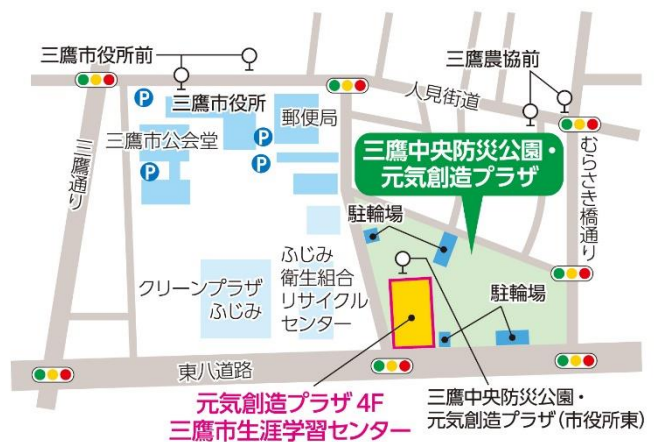 三鷹市役所前
三鷹農協前
人見街道
P
三鷹市役所
郵便局
三鷹市公会堂
P
P
P
三鷹通り
三鷹中央防災公園・
元気創造プラザ
むらさき橋通り
駐輪場
ふじみ
衛生組合
リサイクル
センター
クリーンプラザ
ふじみ
駐輪場
東八道路
元気創造プラザ 4F
三鷹市生涯学習センター
三鷹中央防災公園・
元気創造プラザ(市役所東)